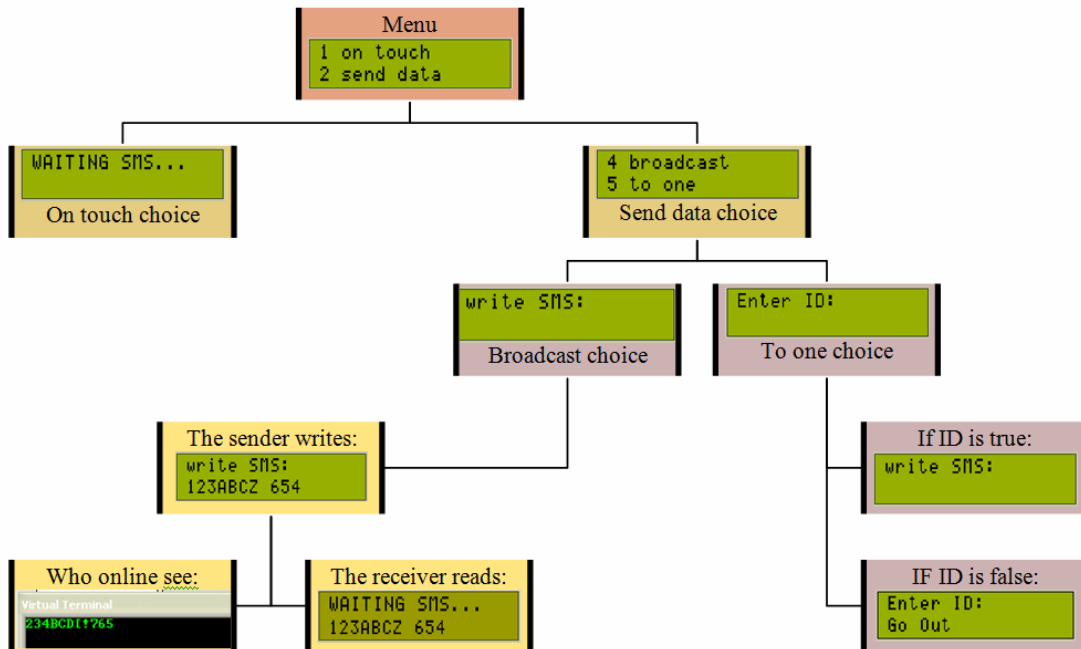 Menu
1 on touch
2 send data
WAITING SMS...
On touch choice
4 broadcast
5 to one
Send data choice
write SMS:
Broadcast choice
Enter ID:
To one choice
The sender writes:
write SMS:
123ABCZ 654
If ID is true:
write SMS:
Who online see:
Virtual Terminal
234BCD[!765
The receiver reads:
WAITING SMS...
123ABCZ 654
IF ID is false:
Enter ID:
Go Out